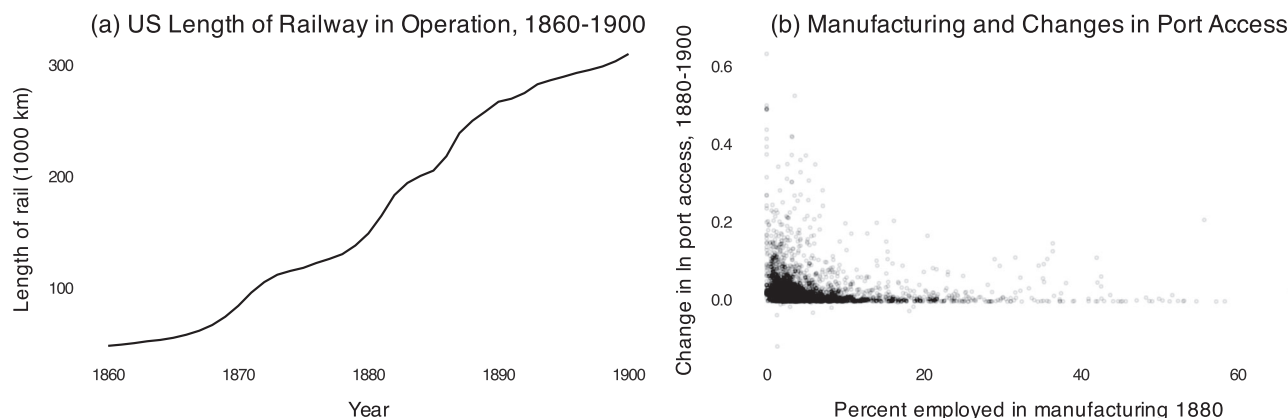 (a) US Length of Railway in Operation, 1860-1900
Length of rail (1000 km)
300
200
100
1860 1870 1880 1890 1900
Year
(b) Manufacturing and Changes in Port Access
Change in ln port access, 1880-1900
0.6
0.4
0.2
0.0
0 20 40 60
Percent employed in manufacturing 1880